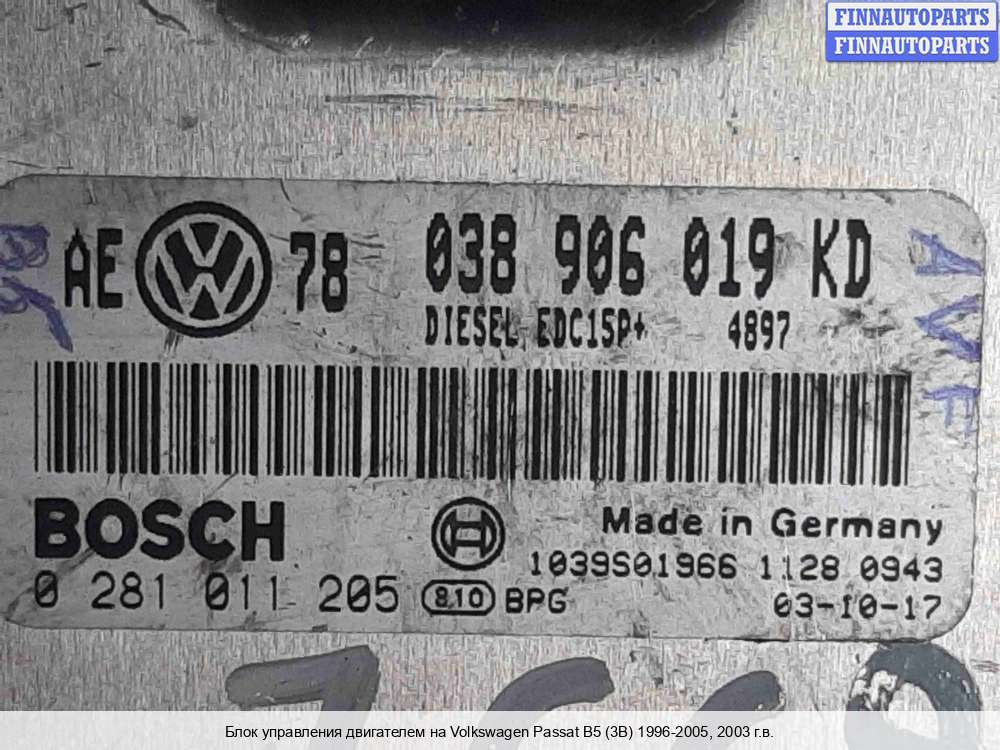 FINNAUTOPARTS
FINNAUTOPARTS
AE 78 038 906 019 KD
DIESEL EDC15P+ 4897
AVF
BOSCH
Made in Germany
1039S01966 1128 0943
0 281 011 205 810 BPG 03-10-17
Блок управления двигателем на Volkswagen Passat B5 (3B) 1996-2005, 2003 г.в.